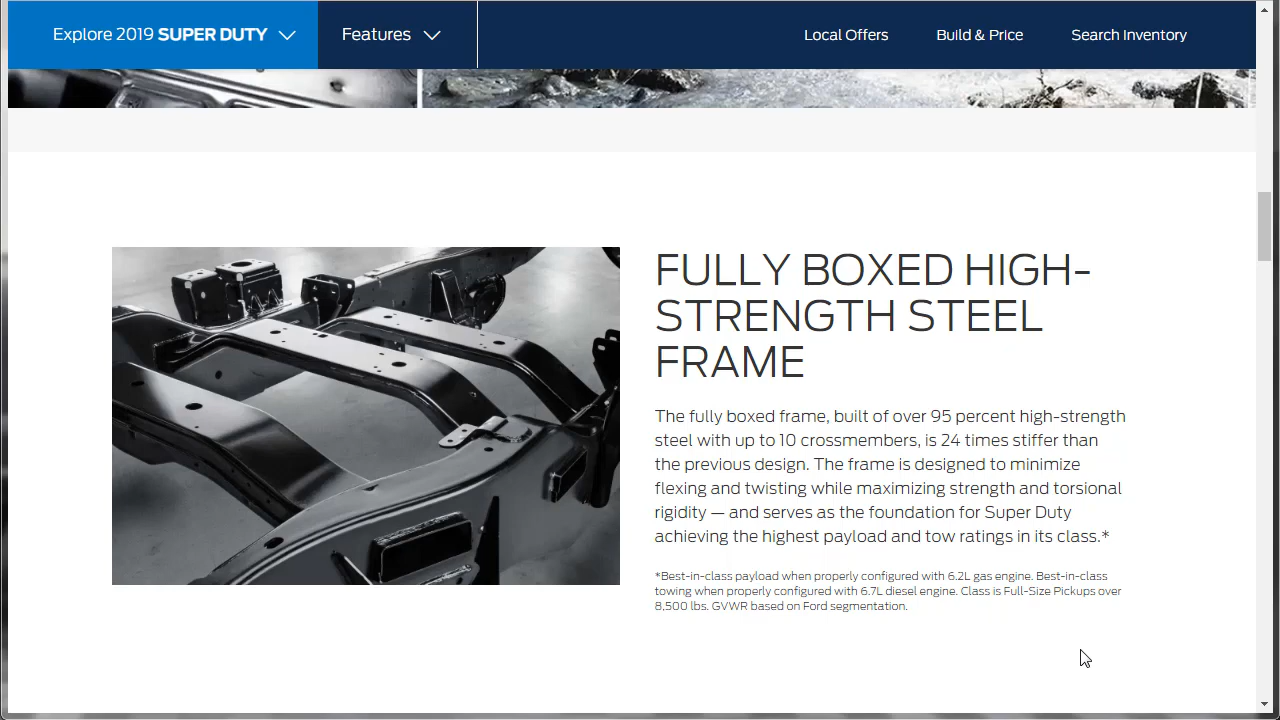 Explore 2019 SUPER DUTY
Features
Local Offers
Build & Price
Search Inventory
FULLY BOXED HIGH-
STRENGTH STEEL
FRAME
The fully boxed frame, built of over 95 percent high-strength
steel with up to 10 crossmembers, is 24 times stiffer than
the previous design. The frame is designed to minimize
flexing and twisting while maximizing strength and torsional
rigidity — and serves as the foundation for Super Duty
achieving the highest payload and tow ratings in its class.*
*Best-in-class payload when properly configured with 6.2L gas engine. Best-in-class
towing when properly configured with 6.7L diesel engine. Class is Full-Size Pickups over
8,500 lbs. GVWR based on Ford segmentation.